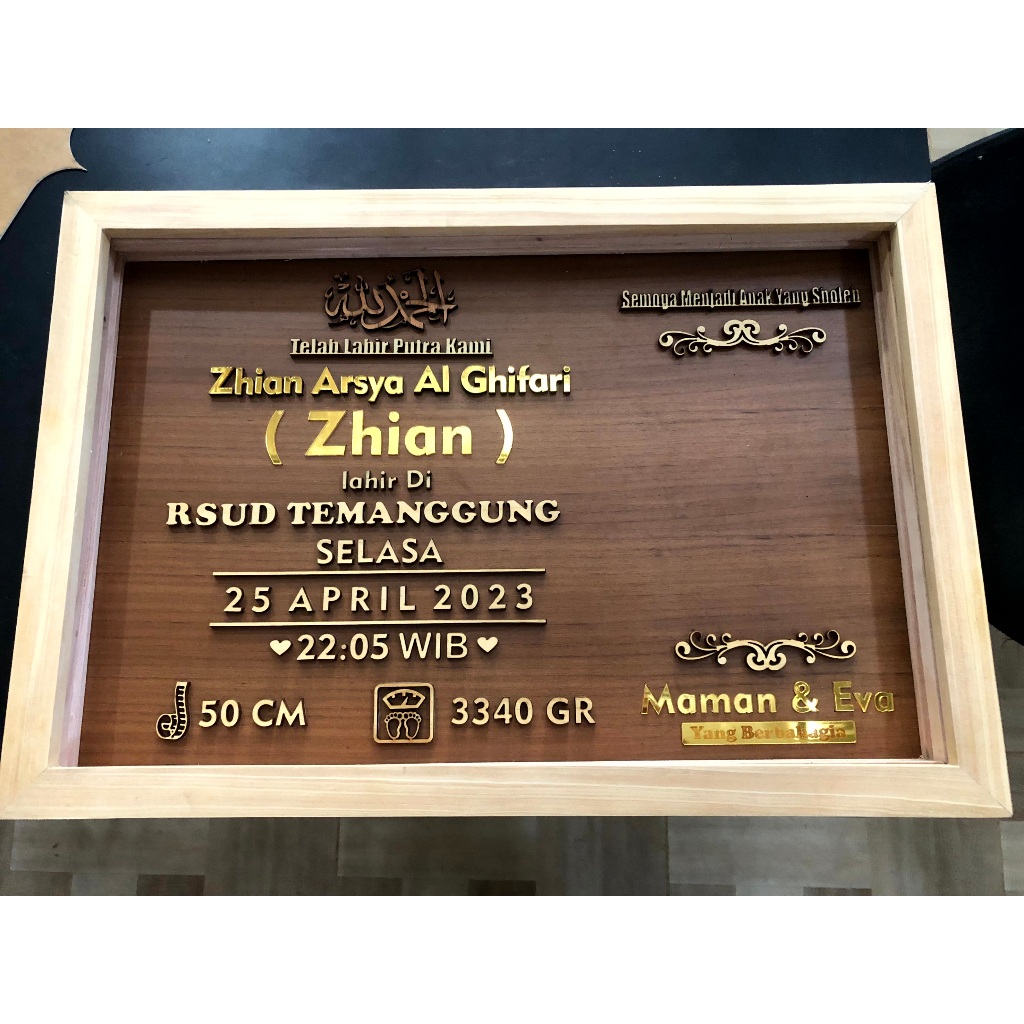 الحمد لله
Telah Lahir Putra Kami
Zhian Arsya Al Ghifari
( Zhian )
lahir Di
RSUD TEMANGGUNG
SELASA
25 APRIL 2023
22:05 WIB
50 CM
3340 GR
Semoga Menjadi Anak Yang Sholeh
Maman & Eva
Yang Berbahagia